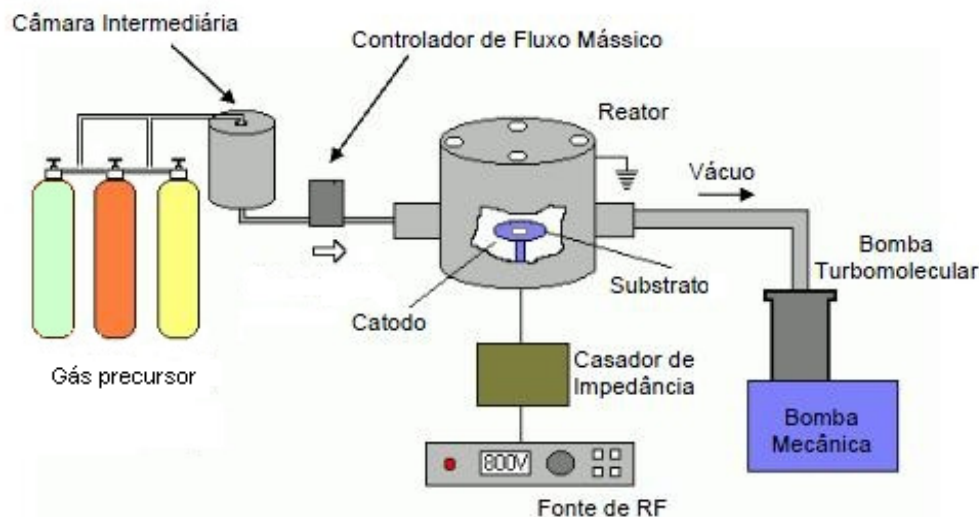 Câmara Intermediária
Controlador de Fluxo Mássico
Reator
Vácuo
Bomba
Turbomolecular
Substrato
Catodo
Gás precursor
Casador de
Impedância
Bomba
Mecânica
800V
Fonte de RF